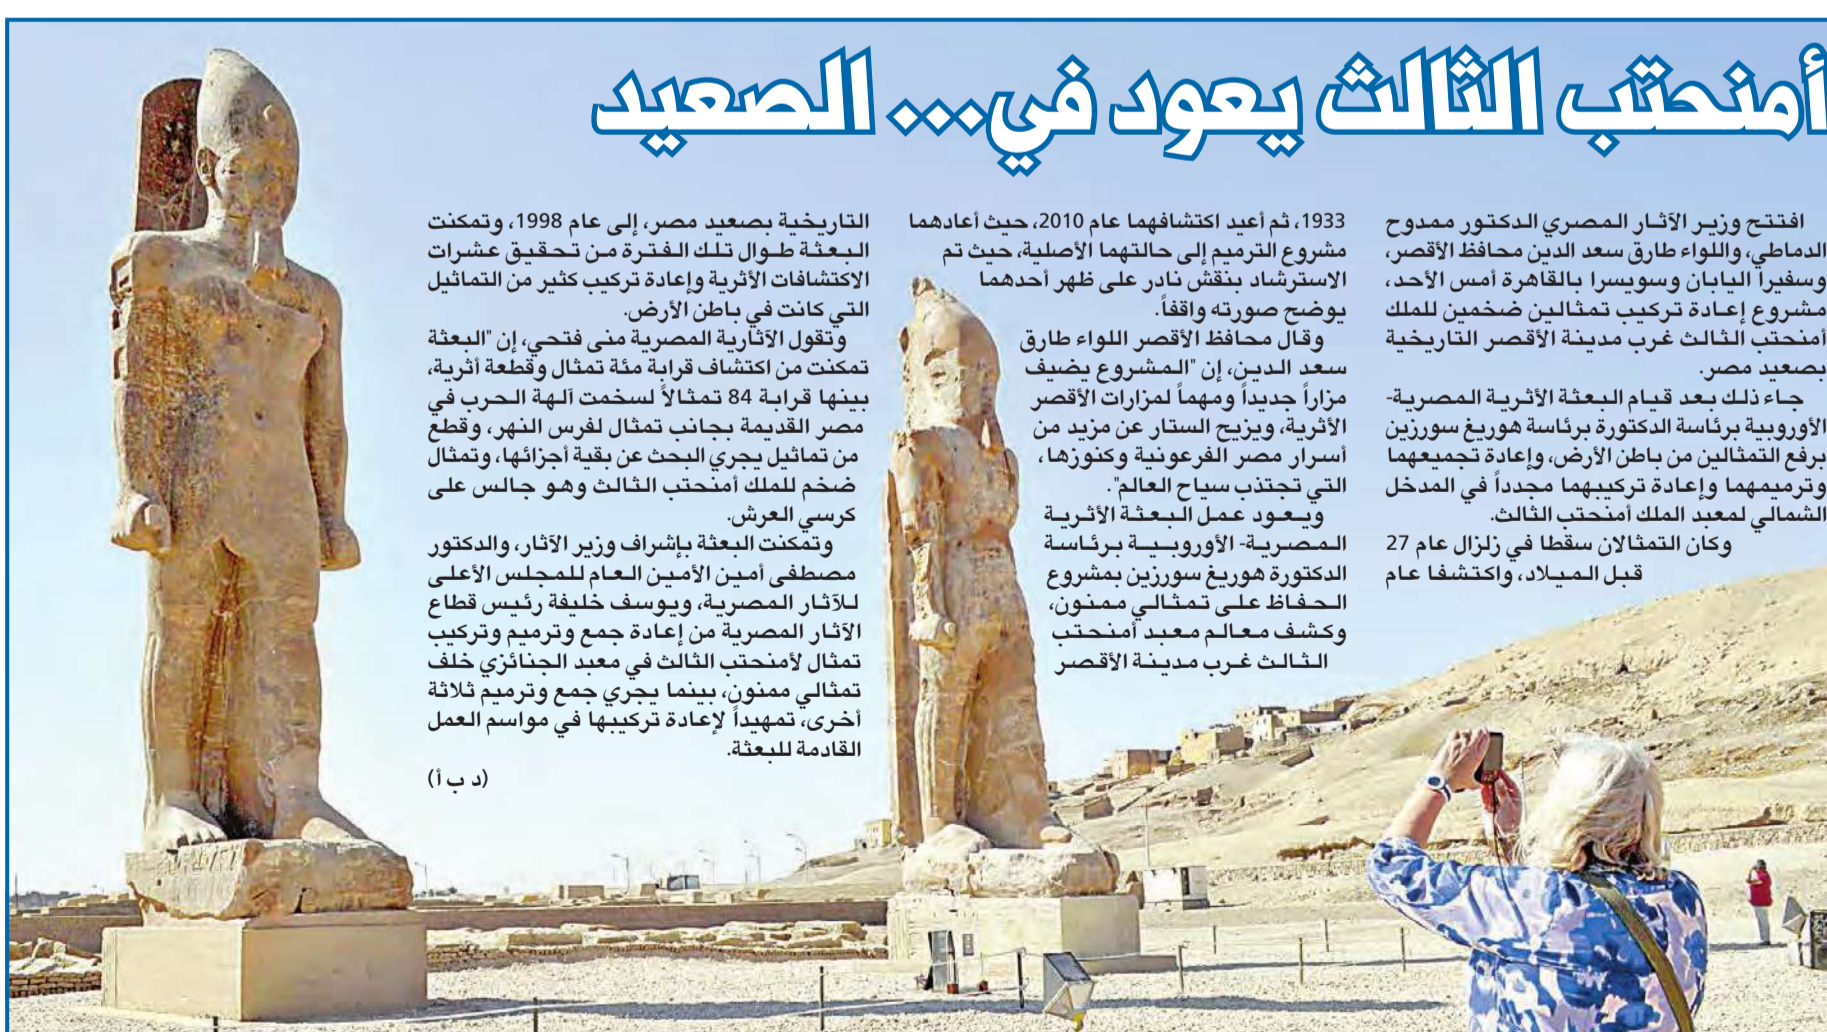 أمنحتب الثالث يعود في... الصعيد
افتتح وزير الآثار المصري الدكتور ممدوح
الدماطي، واللواء طارق سعد الدين محافظ الأقصر،
وسفيرا اليابان وسويسرا بالقاهرة أمس الأحد،
مشروع إعادة تركيب تمثالين ضخمين للملك
أمنحتب الثالث غرب مدينة الأقصر التاريخية
بصعيد مصر.
جاء ذلك بعد قيام البعثة الأثرية المصرية-
الأوروبية برئاسة الدكتورة برئاسة هوريغ سورزين
برفع التمثالين من باطن الأرض، وإعادة تجميعهما
وترميمهما وإعادة تركيبهما مجدداً في المدخل
الشمالي لمعبد الملك أمنحتب الثالث.
وكان التمثالان سقطا في زلزال عام 27
قبل الميلاد، واكتشفا عام
1933، ثم أعيد اكتشافهما عام 2010، حيث أعادهما
مشروع الترميم إلى حالتهما الأصلية، حيث تم
الاسترشاد بنقش نادر على ظهر أحدهما
يوضح صورته واقفاً.
وقال محافظ الأقصر اللواء طارق
سعد الدين، إن "المشروع يضيف
مزاراً جديداً ومهماً لمزارات الأقصر
الأثرية، ويزيح الستار عن مزيد من
أسرار مصر الفرعونية وكنوزها،
التي تجتذب سياح العالم".
ويعود عمل البعثة الأثرية
المصرية- الأوروبية برئاسة
الدكتورة هوريغ سورزين بمشروع
الحفاظ على تمثالي ممنون،
وكشف معالم معبد أمنحتب
الثالث غرب مدينة الأقصر
التاريخية بصعيد مصر، إلى عام 1998، وتمكنت
البعثة طوال تلك الفترة من تحقيق عشرات
الاكتشافات الأثرية وإعادة تركيب كثير من التماثيل
التي كانت في باطن الأرض.
وتقول الآثارية المصرية منى فتحي، إن "البعثة
تمكنت من اكتشاف قرابة مئة تمثال وقطعة أثرية،
بينها قرابة 84 تمثالاً لسخمت آلهة الحرب في
مصر القديمة بجانب تمثال لفرس النهر، وقطع
من تماثيل يجري البحث عن بقية أجزائها، وتمثال
ضخم للملك أمنحتب الثالث وهو جالس على
كرسي العرش.
وتمكنت البعثة بإشراف وزير الآثار، والدكتور
مصطفى أمين الأمين العام للمجلس الأعلى
للآثار المصرية، ويوسف خليفة رئيس قطاع
الآثار المصرية من إعادة جمع وترميم وتركيب
تمثال لأمنحتب الثالث في معبد الجنائزي خلف
تمثالي ممنون، بينما يجري جمع وترميم ثلاثة
أخرى، تمهيداً لإعادة تركيبها في مواسم العمل
القادمة للبعثة.
(د ب أ)